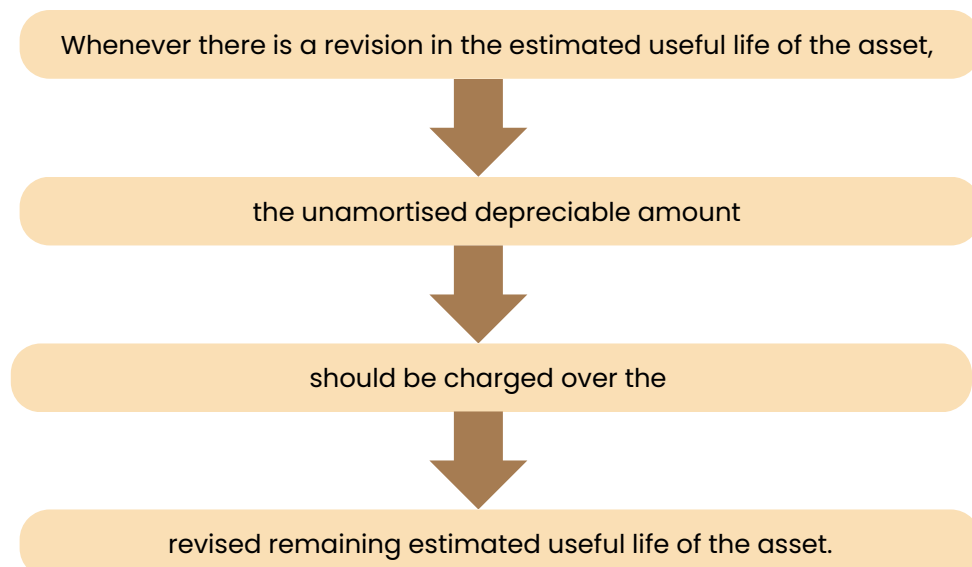 Whenever there is a revision in the estimated useful life of the asset,
the unamortised depreciable amount
should be charged over the
revised remaining estimated useful life of the asset.